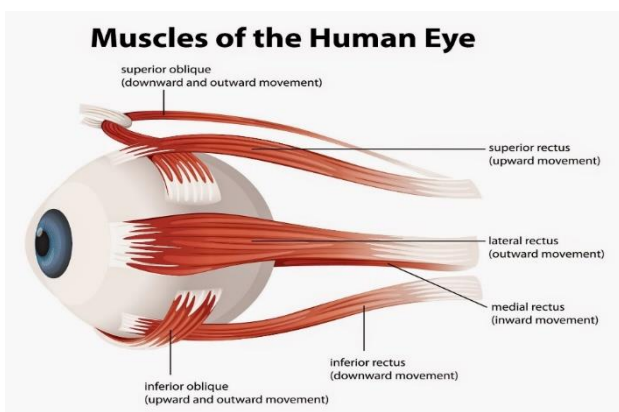 Muscles of the Human Eye
superior oblique
(downward and outward movement)
superior rectus
(upward movement)
lateral rectus
(outward movement)
medial rectus
(inward movement)
inferior rectus
(downward movement)
inferior oblique
(upward and outward movement)